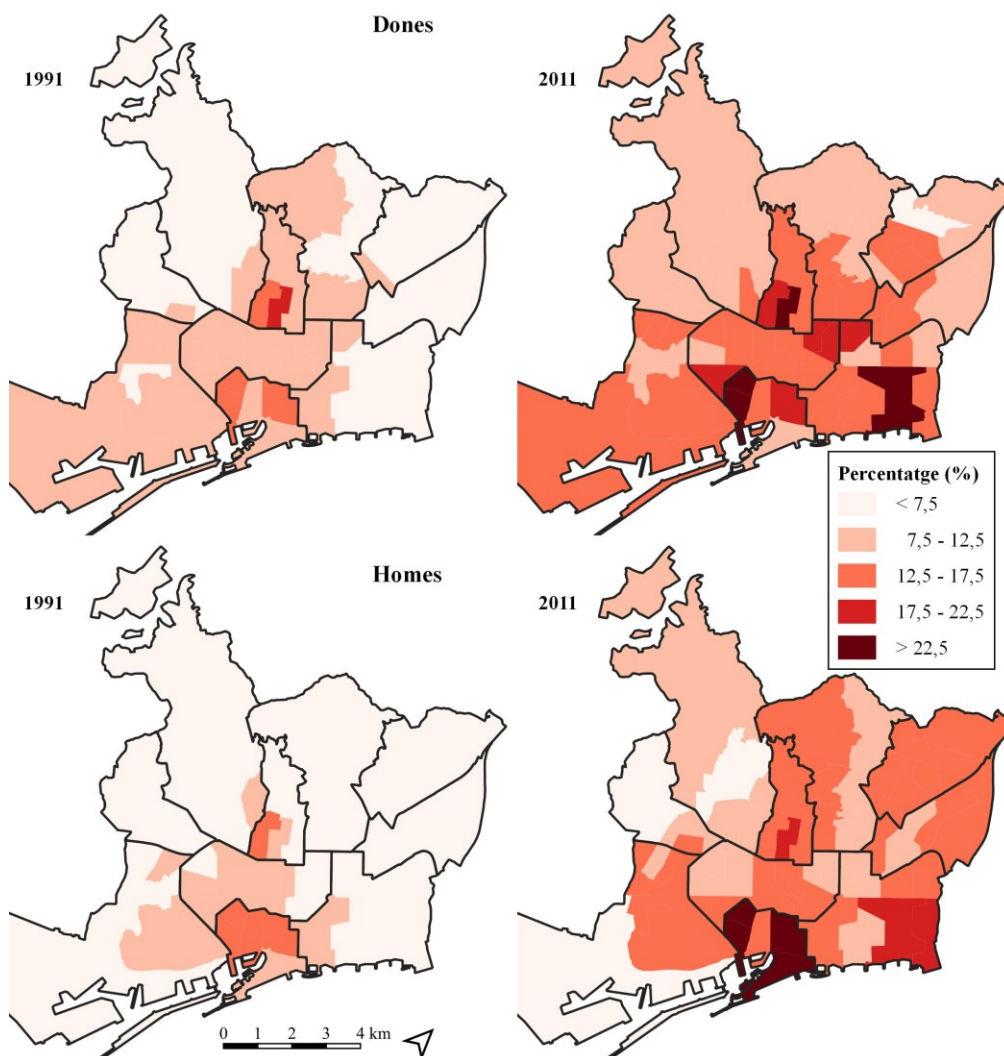 Dones
1991
2011
Percentatge (%)
< 7,5
7,5 - 12,5
12,5 - 17,5
17,5 - 22,5
> 22,5
Homes
1991
2011
0 1 2 3 4 km